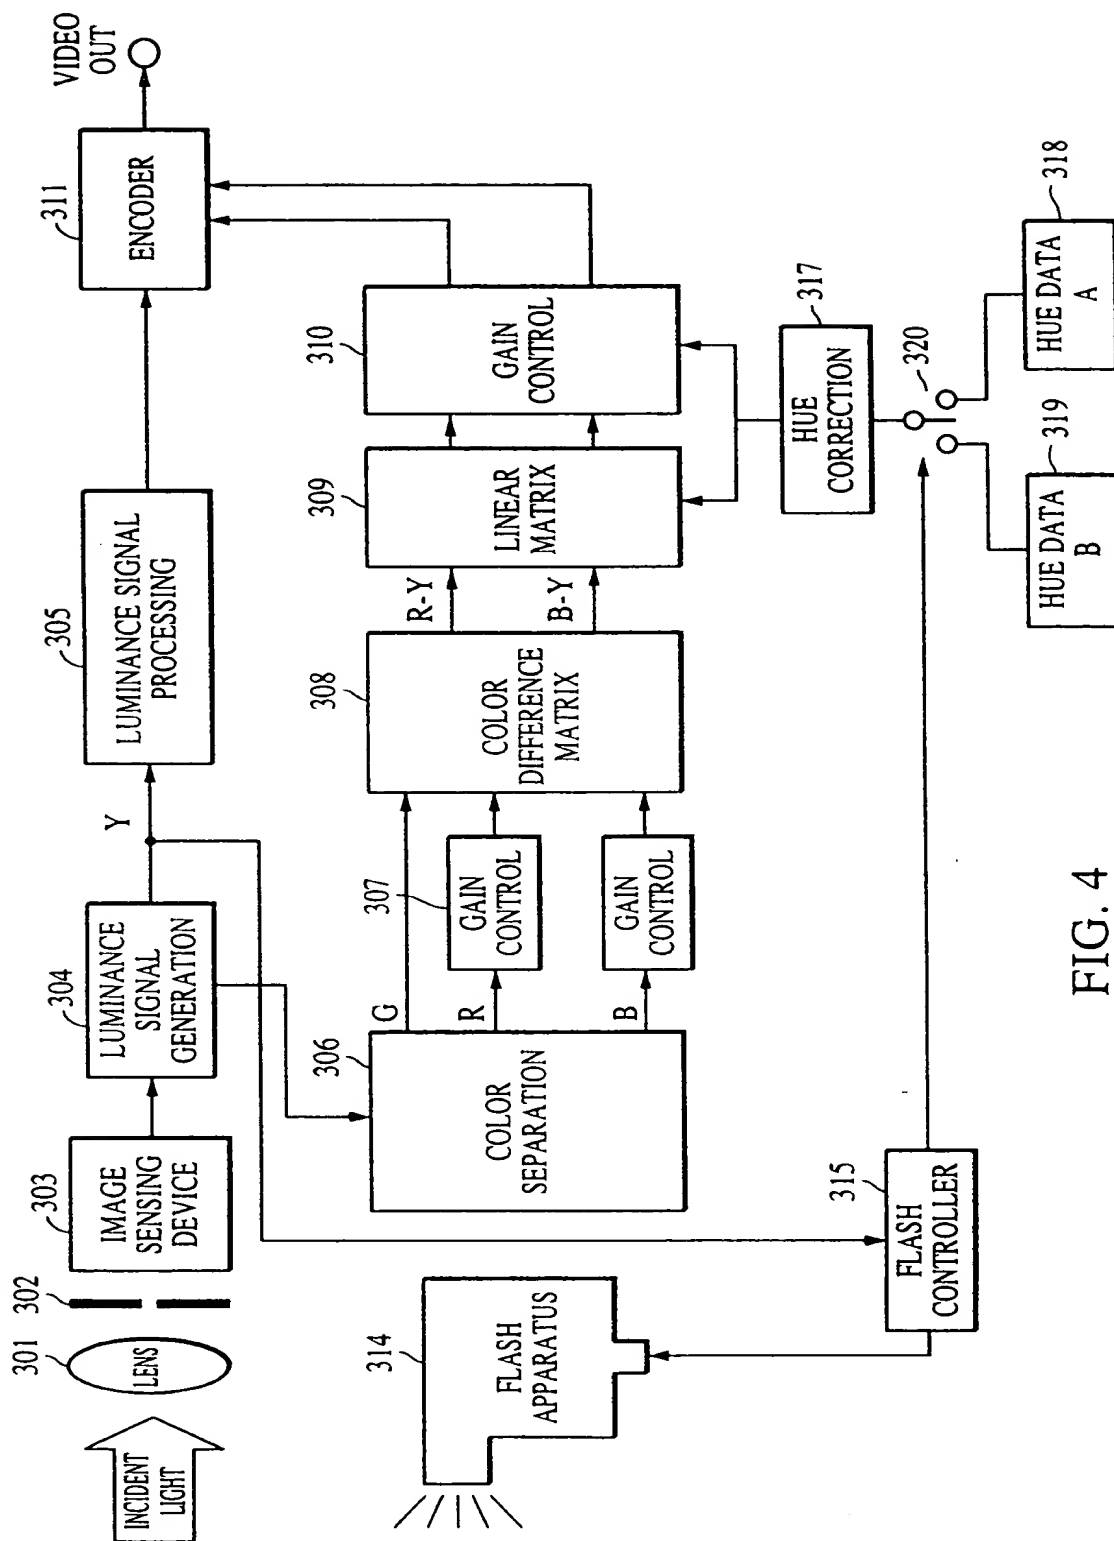 INCIDENT
LIGHT
301
LENS
302
303
IMAGE
SENSING
DEVICE
304
LUMINANCE
SIGNAL
GENERATION
Y
305
LUMINANCE SIGNAL
PROCESSING
311
ENCODER
VIDEO
OUT
314
FLASH
APPARATUS
306
COLOR
SEPARATION
G
R
B
307
GAIN
CONTROL
GAIN
CONTROL
308
COLOR
DIFFERENCE
MATRIX
R-Y
B-Y
309
LINEAR
MATRIX
310
GAIN
CONTROL
315
FLASH
CONTROLLER
317
HUE
CORRECTION
320
319
HUE DATA
B
318
HUE DATA
A
FIG. 4